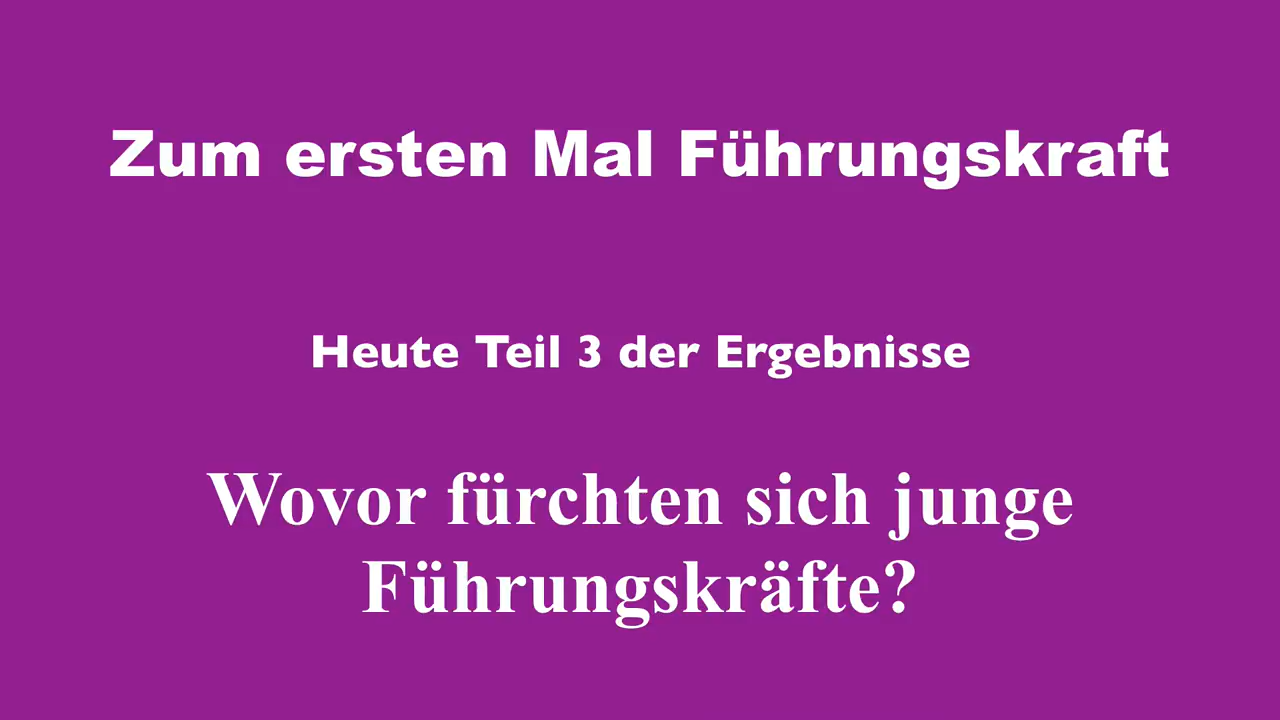 Zum ersten Mal Führungskraft
Heute Teil 3 der Ergebnisse
Wovor fürchten sich junge
Führungskräfte?